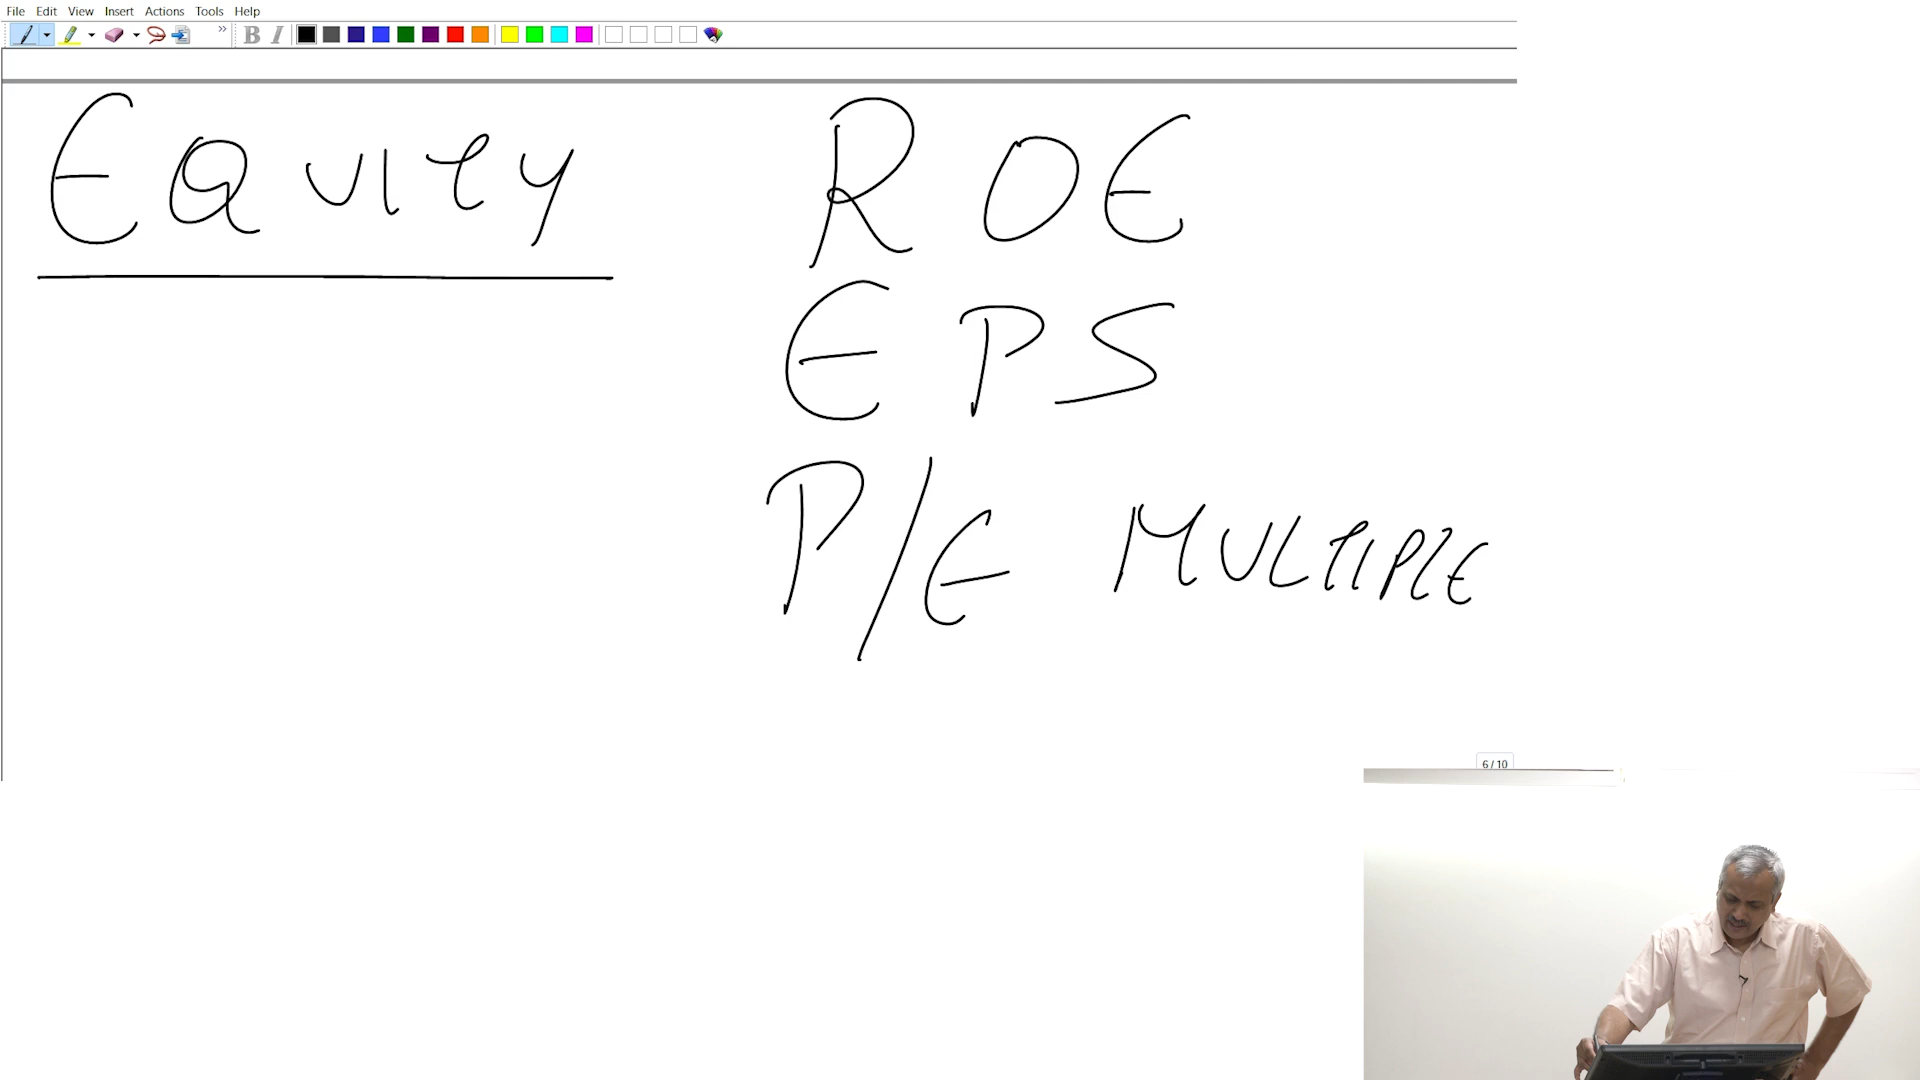 File Edit View Insert Actions Tools Help
B I
Equity ROE
EPS
P/E MULTIPLE
6 / 10